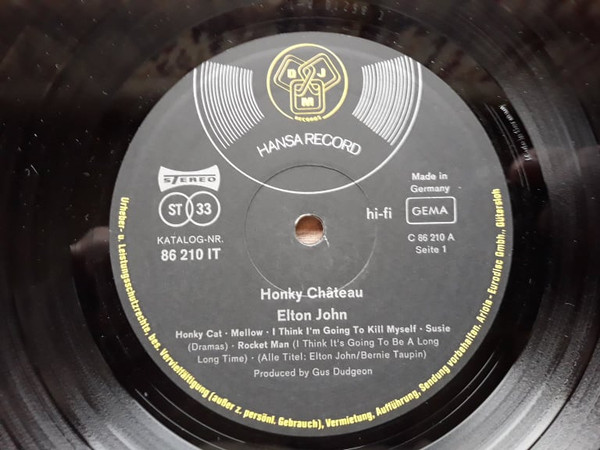 D J M
RECORDS
HANSA RECORD
STEREO
ST 33
KATALOG-NR.
86 210 IT
Made in
Germany
hi-fi
GEMA
C 86 210 A
Seite 1
Honky Château
Elton John
Honky Cat · Mellow · I Think I'm Going To Kill Myself · Susie
(Dramas) · Rocket Man (I Think It's Going To Be A Long
Long Time) · (Alle Titel: Elton John/Bernie Taupin)
Produced by Gus Dudgeon
Urheber- u. Leistungsschutzrechte, bes. Vervielfältigung (außer z. persönl. Gebrauch), Vermietung, Aufführung, Sendung vorbehalten. Ariola - Eurodisc Gmbh., Gütersloh